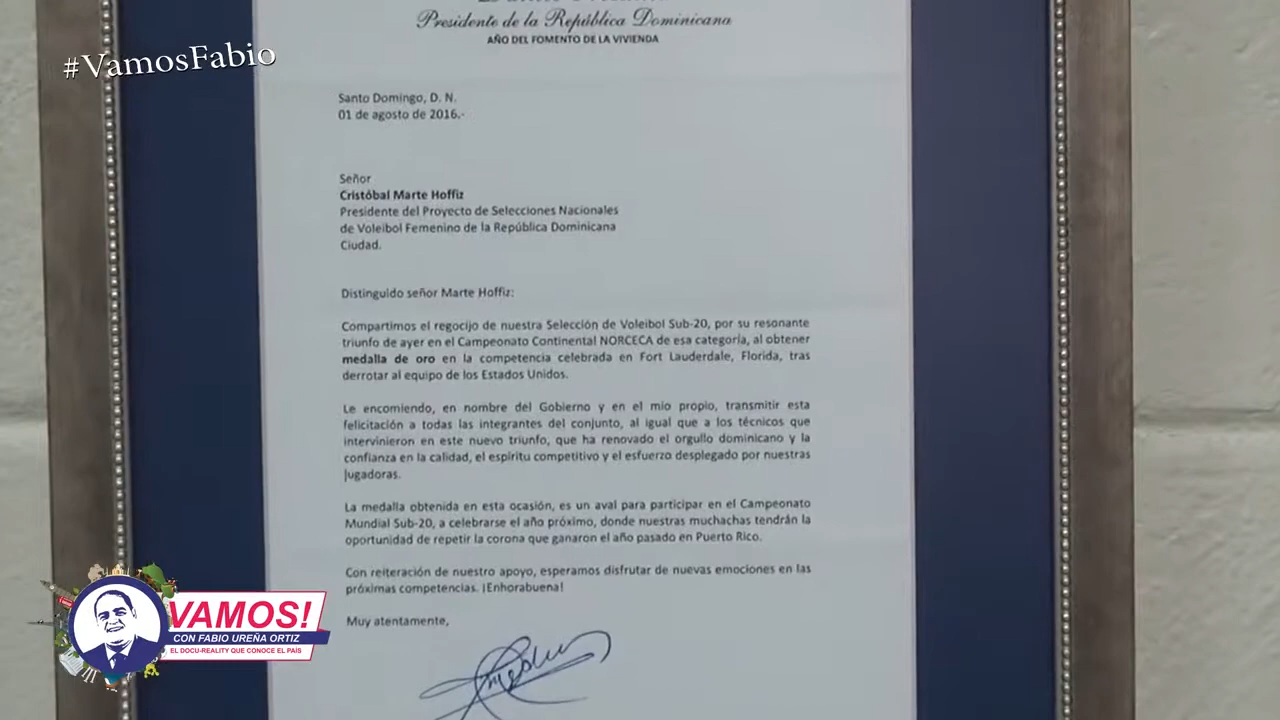 Presidente de la República Dominicana
AÑO DEL FOMENTO DE LA VIVIENDA
#VamosFabio
Santo Domingo, D. N.
01 de agosto de 2016.-
Señor
Cristóbal Marte Hoffiz
Presidente del Proyecto de Selecciones Nacionales
de Voleibol Femenino de la República Dominicana
Ciudad.
Distinguido señor Marte Hoffiz:
Compartimos el regocijo de nuestra Selección de Voleibol Sub-20, por su resonante
triunfo de ayer en el Campeonato Continental NORCECA de esa categoría, al obtener
medalla de oro en la competencia celebrada en Fort Lauderdale, Florida, tras
derrotar al equipo de los Estados Unidos.
Le encomiendo, en nombre del Gobierno y en el mío propio, transmitir esta
felicitación a todas las integrantes del conjunto, al igual que a los técnicos que
intervinieron en este nuevo triunfo, que ha renovado el orgullo dominicano y la
confianza en la calidad, el espíritu competitivo y el esfuerzo desplegado por nuestras
jugadoras.
La medalla obtenida en esta ocasión, es un aval para participar en el Campeonato
Mundial Sub-20, a celebrarse el año próximo, donde nuestras muchachas tendrán la
oportunidad de repetir la corona que ganaron el año pasado en Puerto Rico.
Con reiteración de nuestro apoyo, esperamos disfrutar de nuevas emociones en las
próximas competencias. ¡Enhorabuena!
Muy atentamente,
VAMOS!
CON FABIO UREÑA ORTIZ
EL DOCU-REALITY QUE CONOCE EL PAÍS